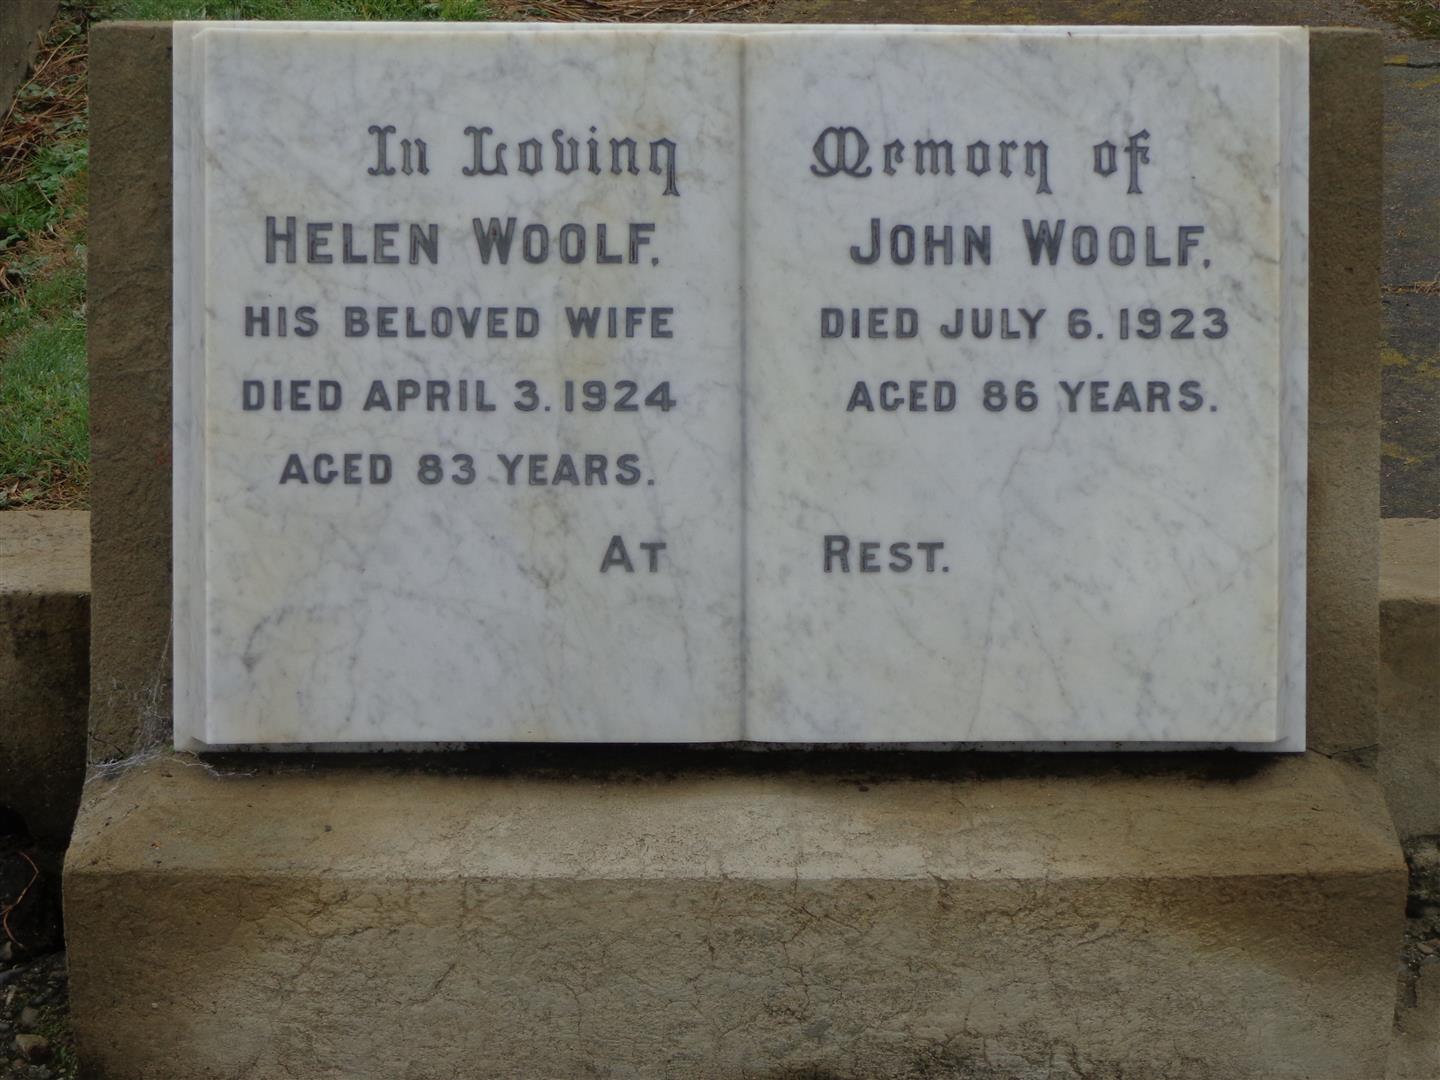 In Loving Memory of
HELEN WOOLF.
HIS BELOVED WIFE
DIED APRIL 3. 1924
AGED 83 YEARS.
JOHN WOOLF.
DIED JULY 6. 1923
AGED 86 YEARS.
AT REST.